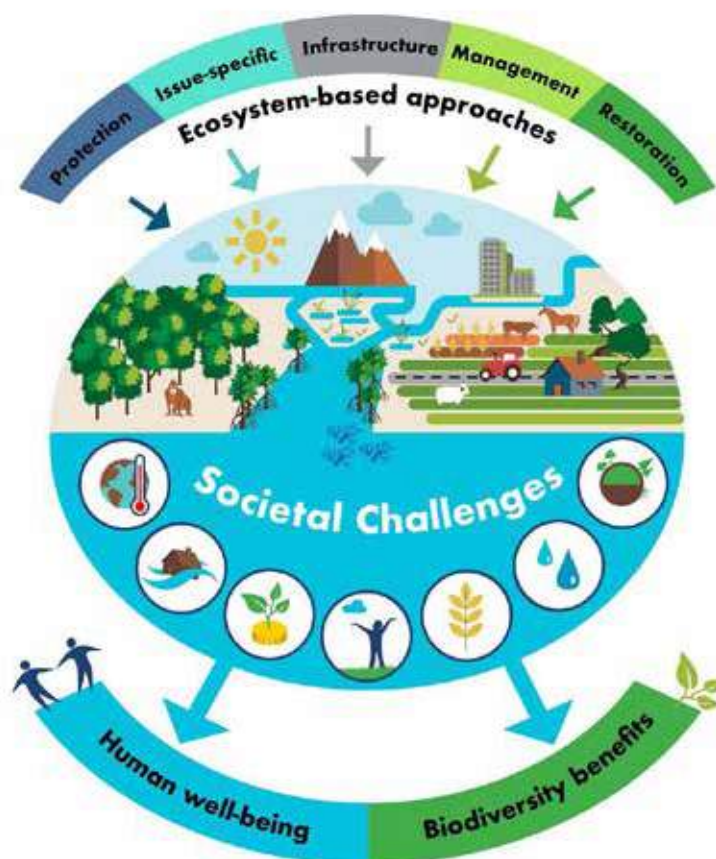 Protection
Issue-specific
Infrastructure
Management
Restoration
Ecosystem-based approaches
Societal Challenges
Human well-being
Biodiversity benefits